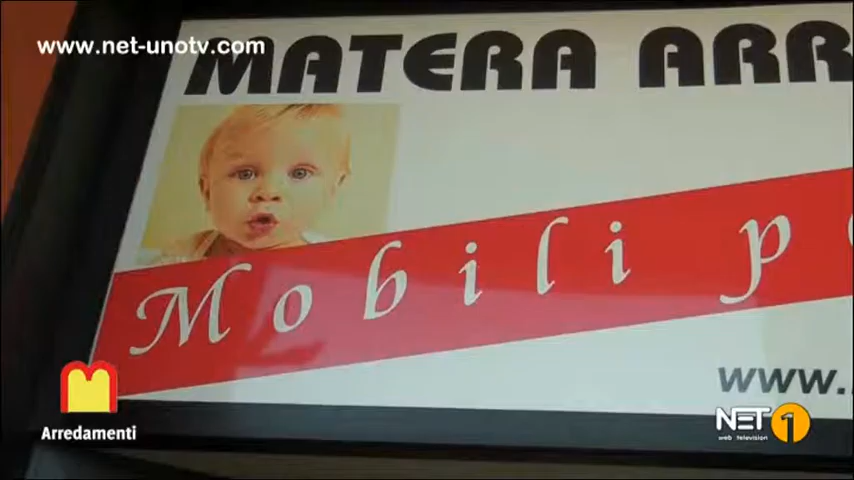 www.net-unotv.com
MATERA ARR
Mobili p
www.
Arredamenti
NET 1
web television